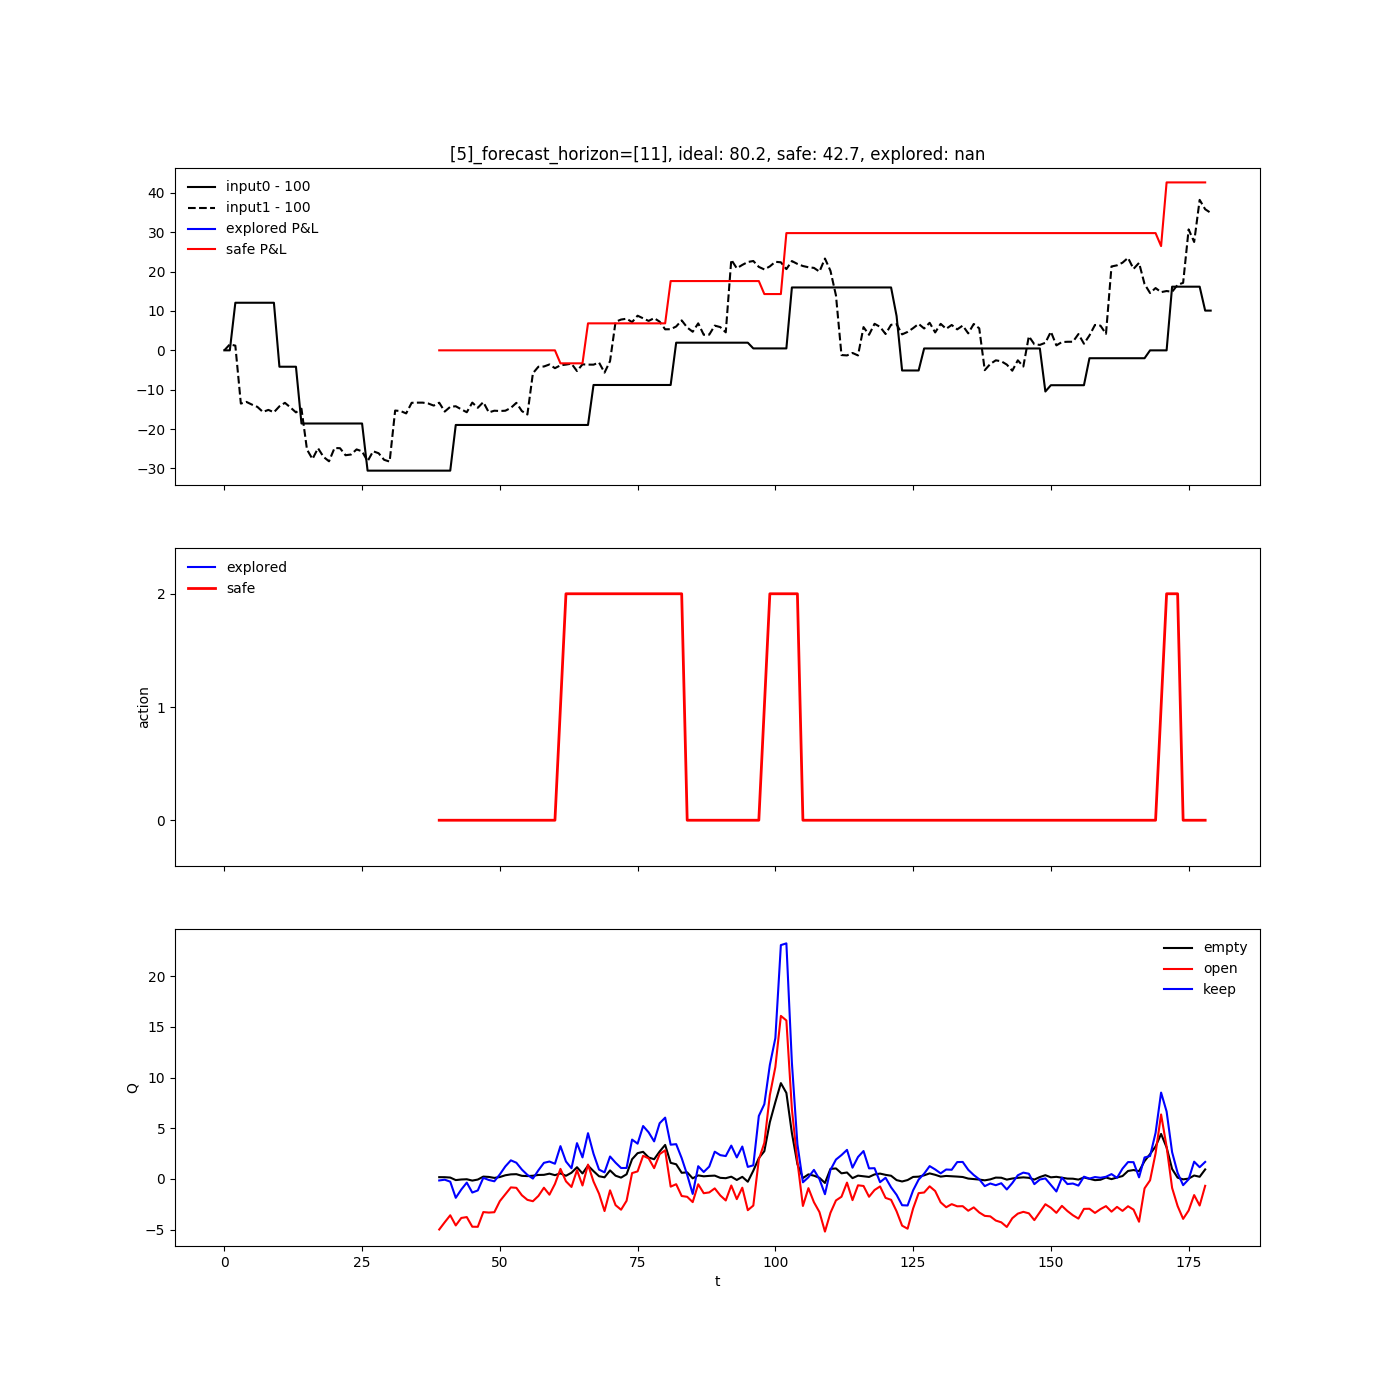 [5]_forecast_horizon=[11], ideal: 80.2, safe: 42.7, explored: nan
input0 - 100
input1 - 100
explored P&L
safe P&L
40
30
20
10
0
−10
−20
−30
explored
safe
2
1
0
action
empty
open
keep
20
15
10
5
0
−5
Q
0 25 50 75 100 125 150 175
t